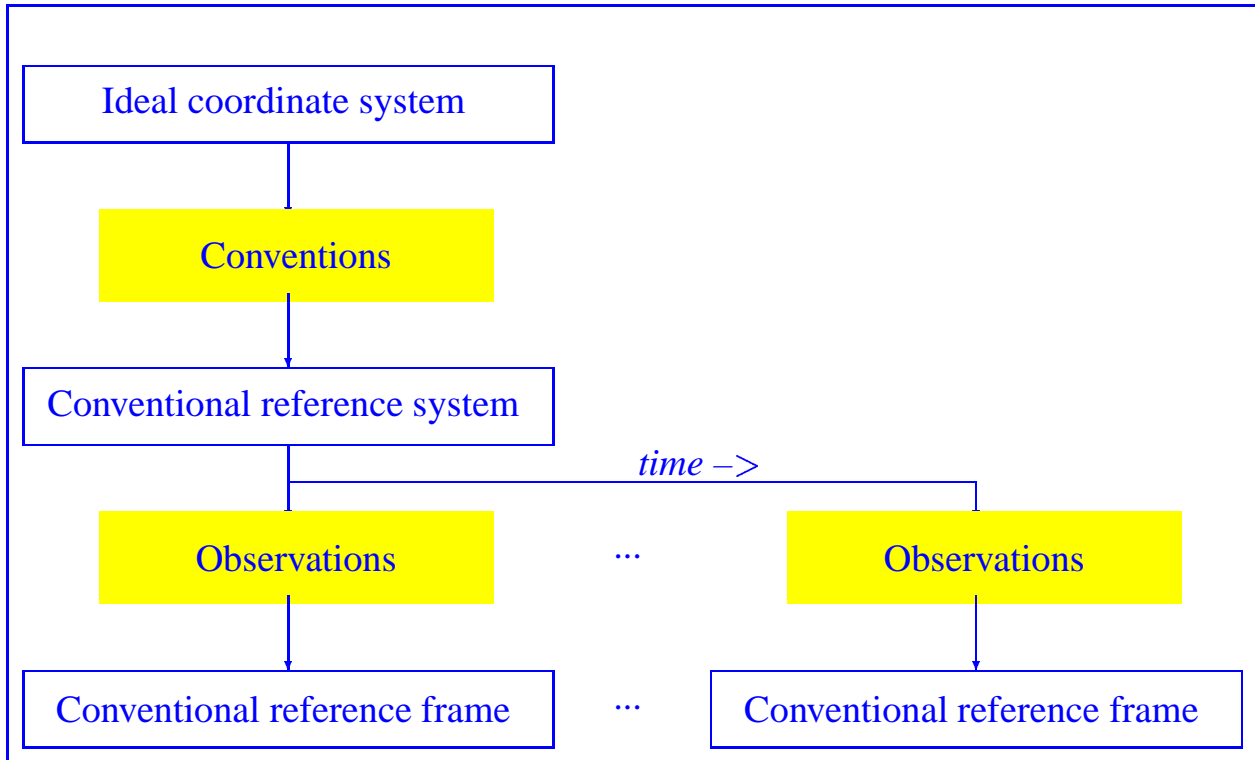 Ideal coordinate system
Conventions
Conventional reference system
time –>
Observations ... Observations
Conventional reference frame ... Conventional reference frame